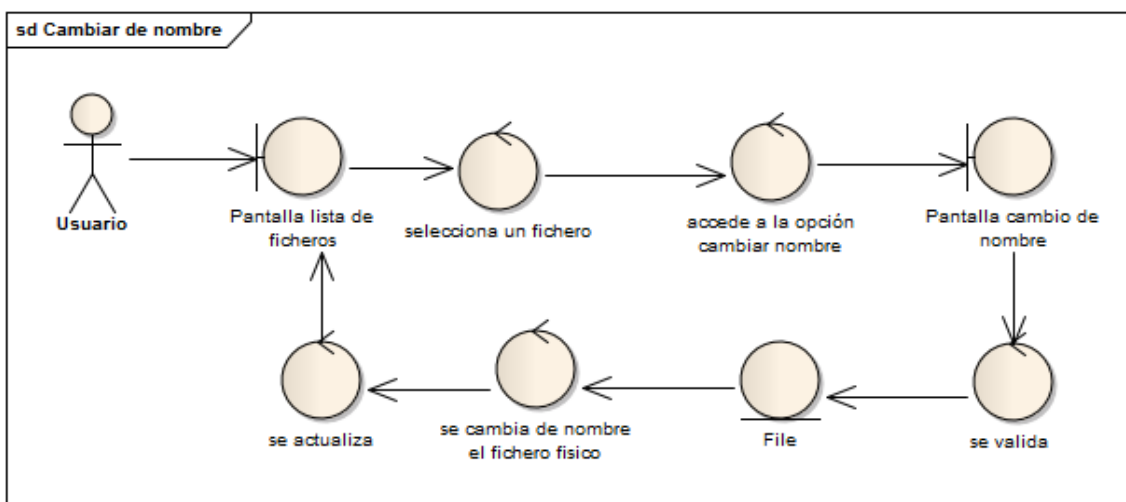 sd Cambiar de nombre
Usuario
Pantalla lista de
ficheros
selecciona un fichero
accede a la opción
cambiar nombre
Pantalla cambio de
nombre
se actualiza
se cambia de nombre
el fichero fisico
File
se valida